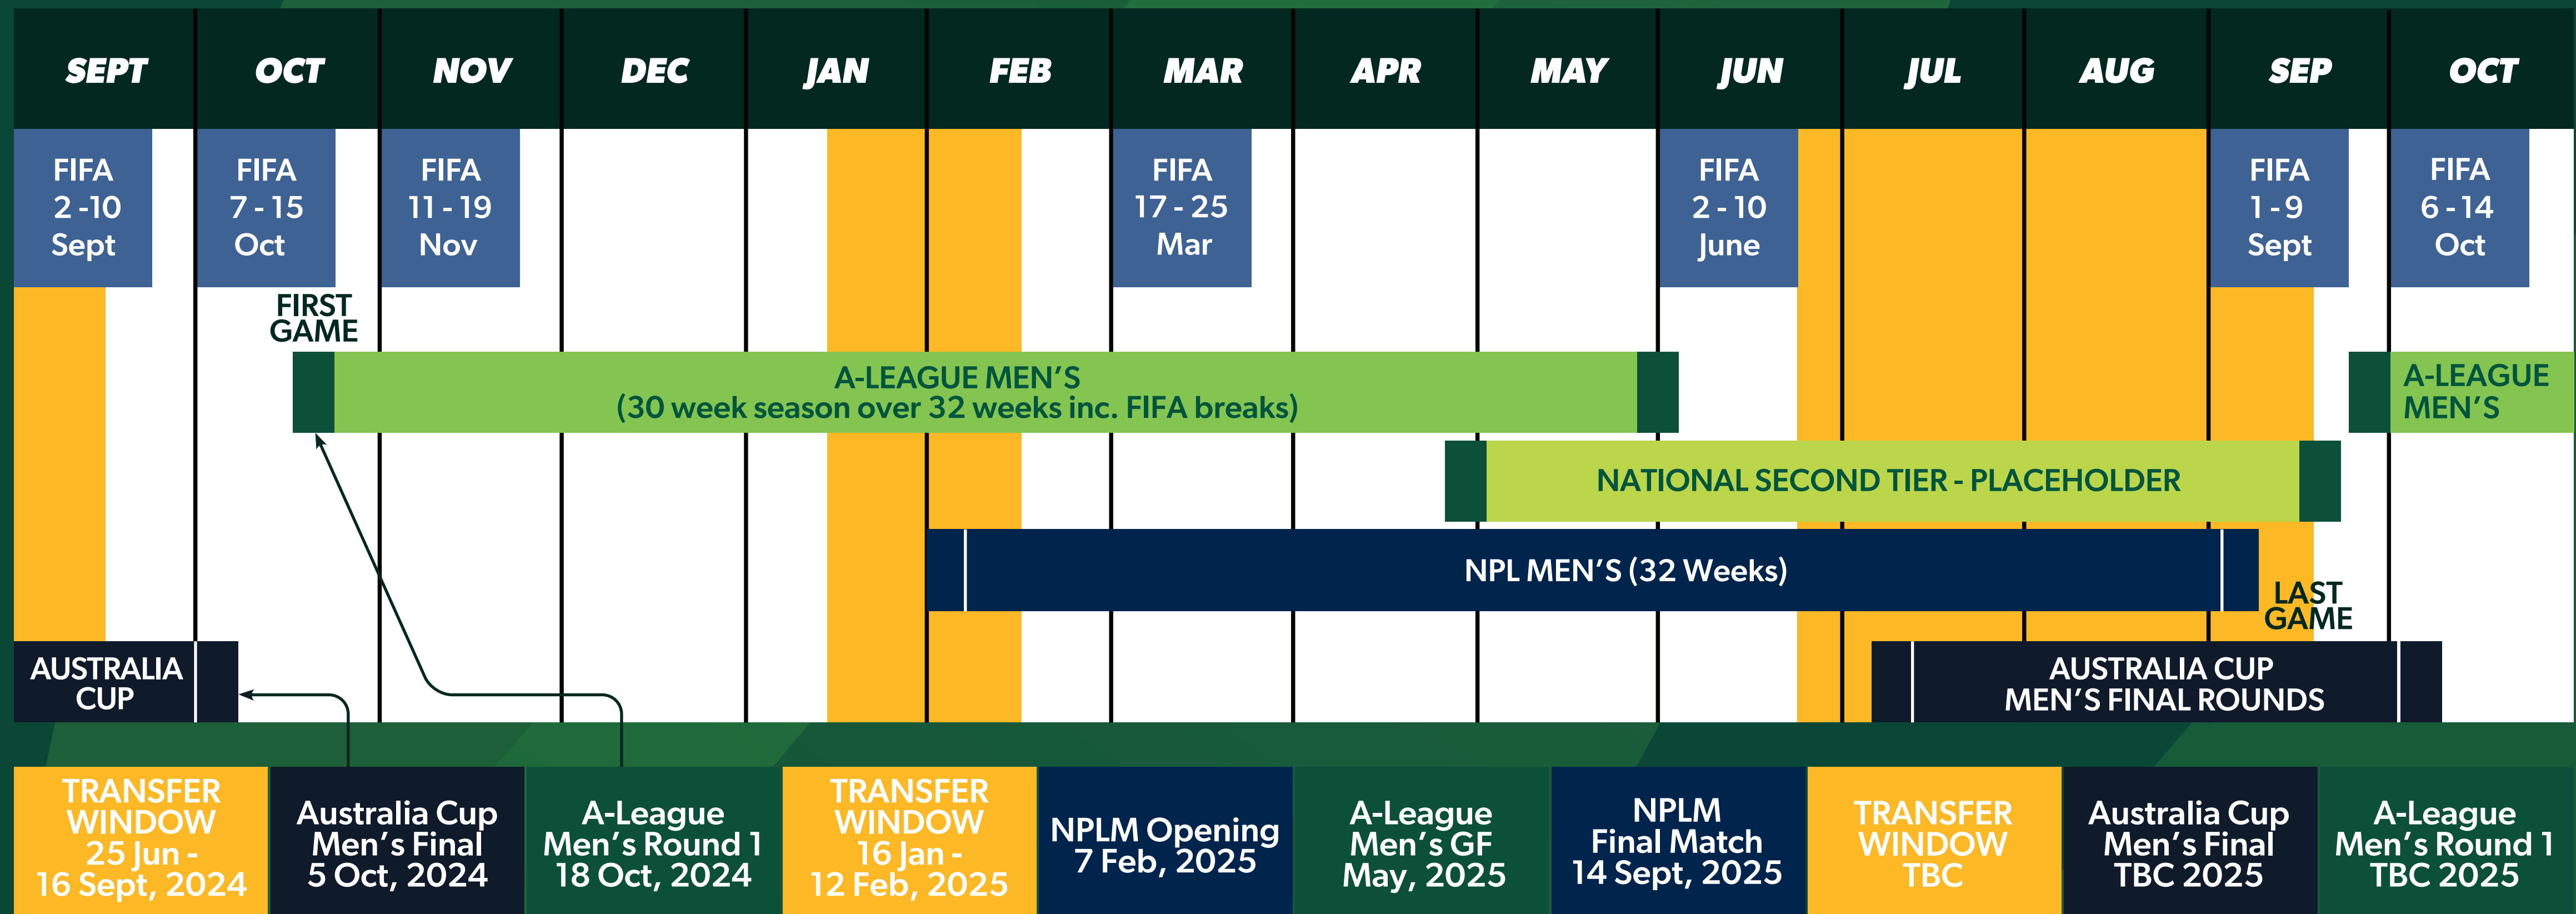 SEPT
OCT
NOV
DEC
JAN
FEB
MAR
APR
MAY
JUN
JUL
AUG
SEP
OCT
FIFA
2 -10
Sept
FIFA
7 - 15
Oct
FIFA
11 - 19
Nov
FIFA
17 - 25
Mar
FIFA
2 - 10
June
FIFA
1 - 9
Sept
FIFA
6 - 14
Oct
FIRST
GAME
A-LEAGUE MEN'S
(30 week season over 32 weeks inc. FIFA breaks)
A-LEAGUE
MEN'S
NATIONAL SECOND TIER - PLACEHOLDER
NPL MEN'S (32 Weeks)
LAST
GAME
AUSTRALIA
CUP
AUSTRALIA CUP
MEN'S FINAL ROUNDS
TRANSFER
WINDOW
25 Jun -
16 Sept, 2024
Australia Cup
Men's Final
5 Oct, 2024
A-League
Men's Round 1
18 Oct, 2024
TRANSFER
WINDOW
16 Jan -
12 Feb, 2025
NPLM Opening
7 Feb, 2025
A-League
Men's GF
May, 2025
NPLM
Final Match
14 Sept, 2025
TRANSFER
WINDOW
TBC
Australia Cup
Men's Final
TBC 2025
A-League
Men's Round 1
TBC 2025